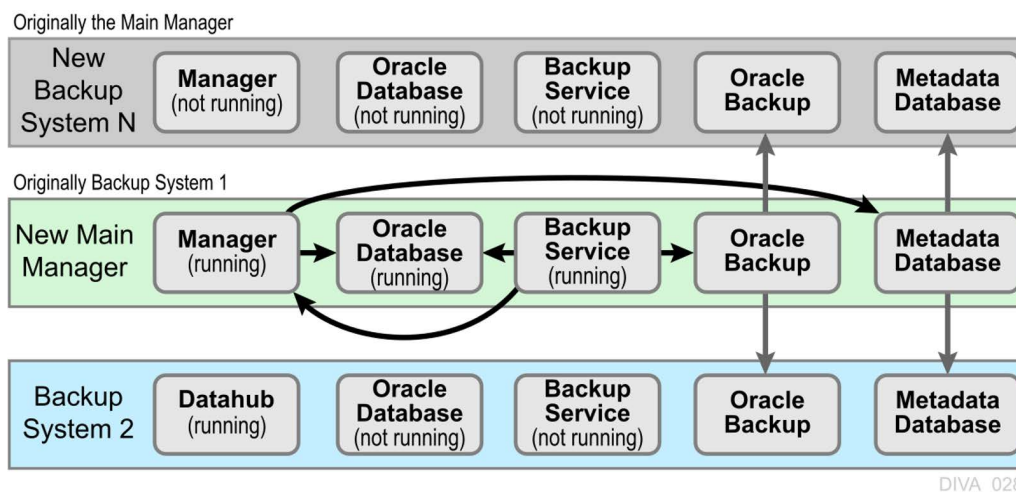 Originally the Main Manager
New
Backup
System N
Manager
(not running)
Oracle
Database
(not running)
Backup
Service
(not running)
Oracle
Backup
Metadata
Database
Originally Backup System 1
New Main
Manager
Manager
(running)
Oracle
Database
(running)
Backup
Service
(running)
Oracle
Backup
Metadata
Database
Backup
System 2
Datahub
(running)
Oracle
Database
(not running)
Backup
Service
(not running)
Oracle
Backup
Metadata
Database
DIVA_028